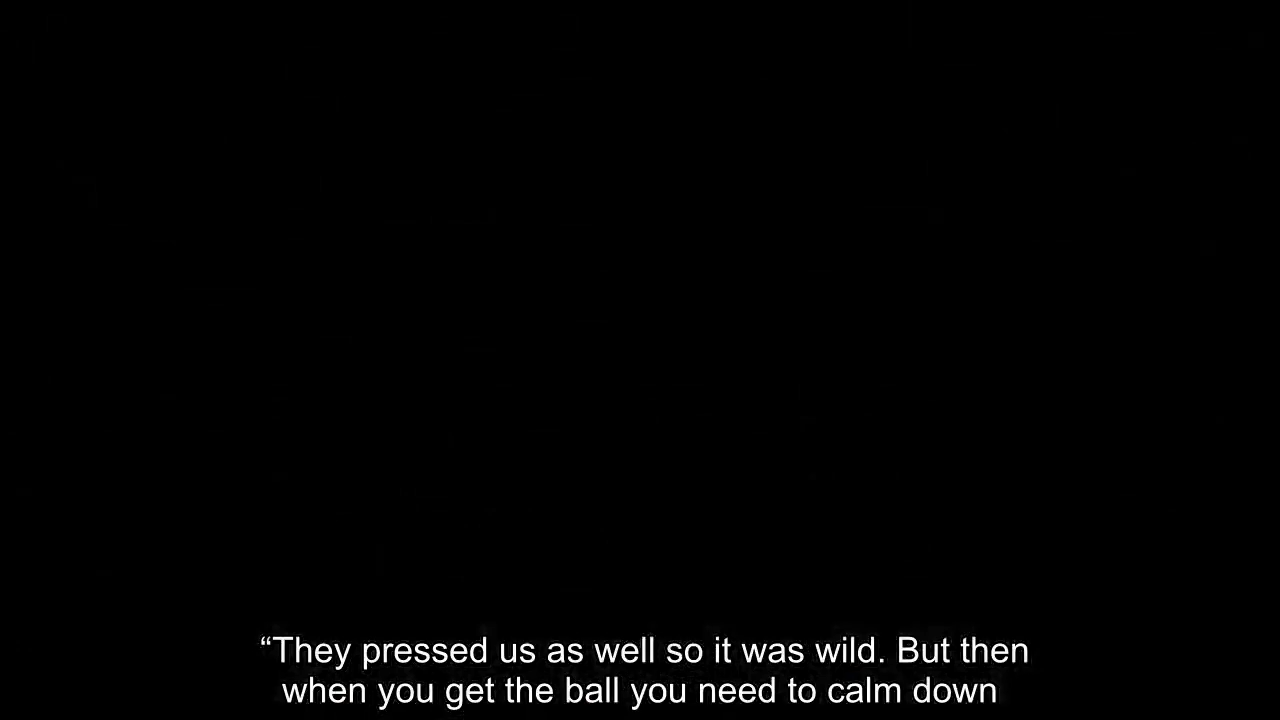 “They pressed us as well so it was wild. But then
when you get the ball you need to calm down